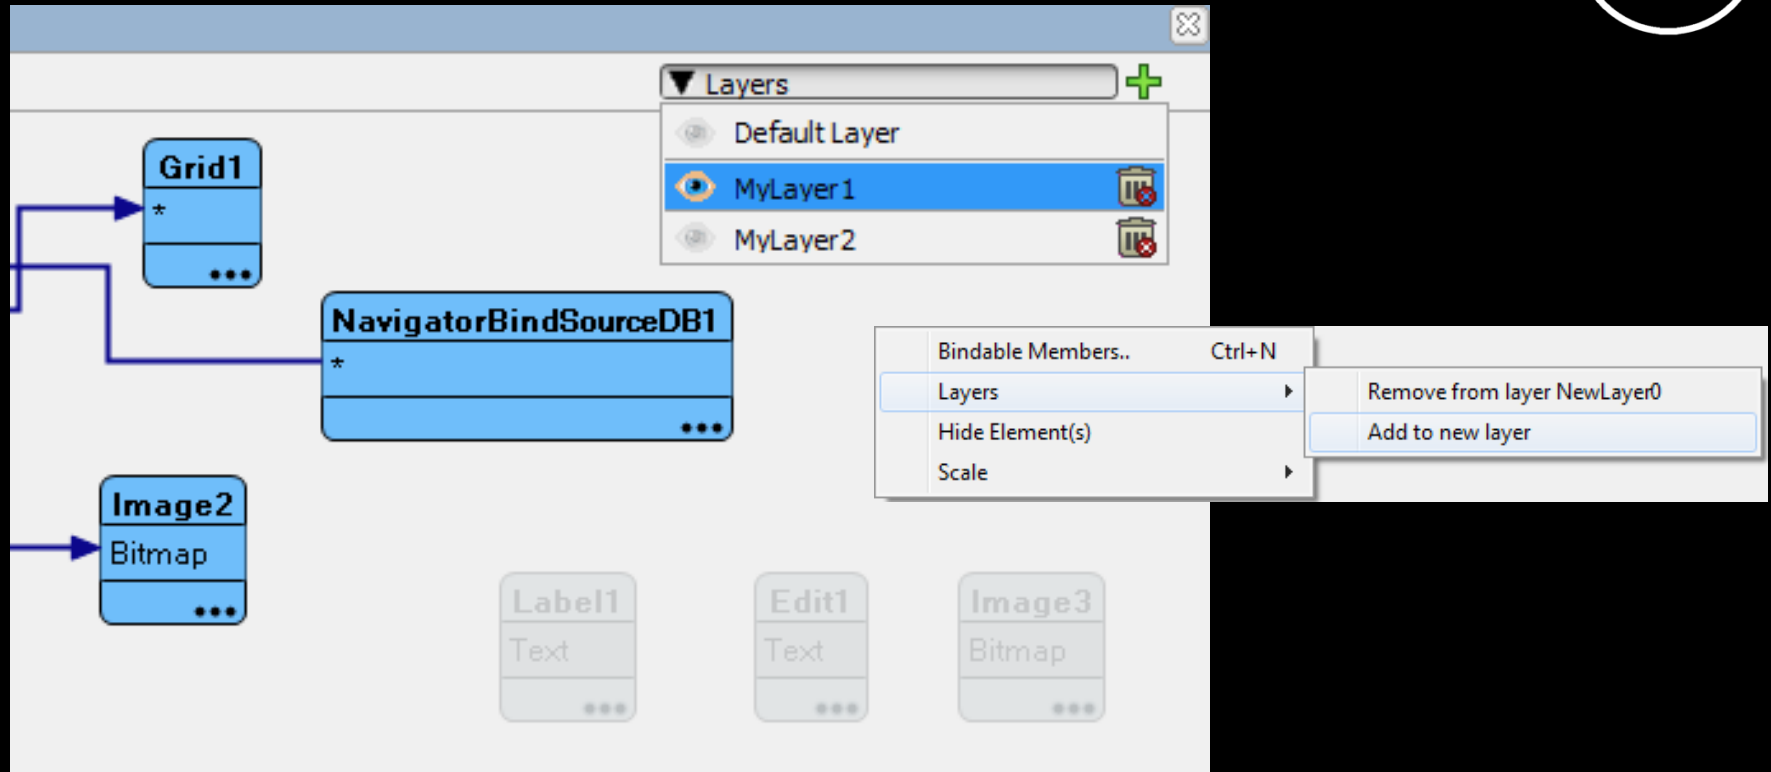 Layers
Default Layer
MyLayer1
MyLayer2
Grid1
*
NavigatorBindSourceDB1
*
Bindable Members.. Ctrl+N
Layers
Hide Element(s)
Scale
Remove from layer NewLayer0
Add to new layer
Image2
Bitmap
Label1
Text
Edit1
Text
Image3
Bitmap